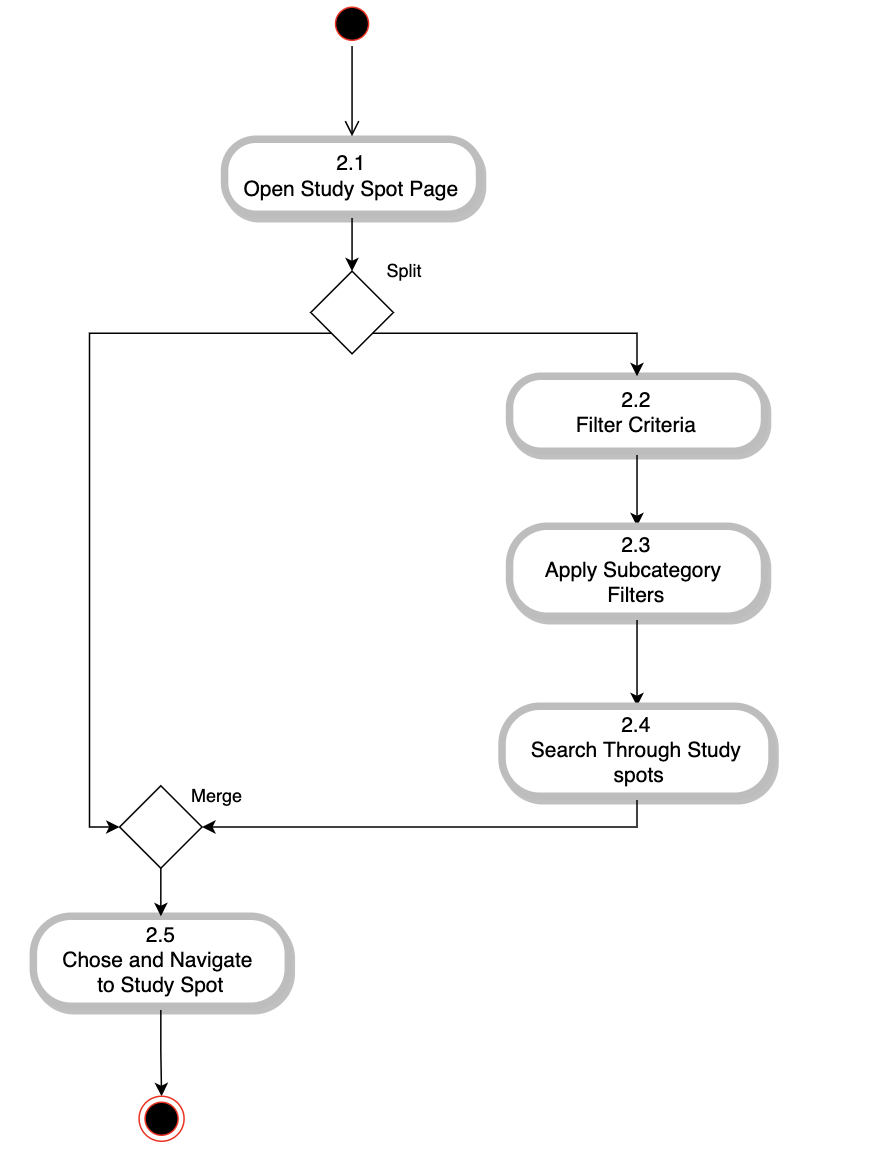 2.1
Open Study Spot Page
Split
2.2
Filter Criteria
2.3
Apply Subcategory
Filters
2.4
Search Through Study
spots
Merge
2.5
Chose and Navigate
to Study Spot